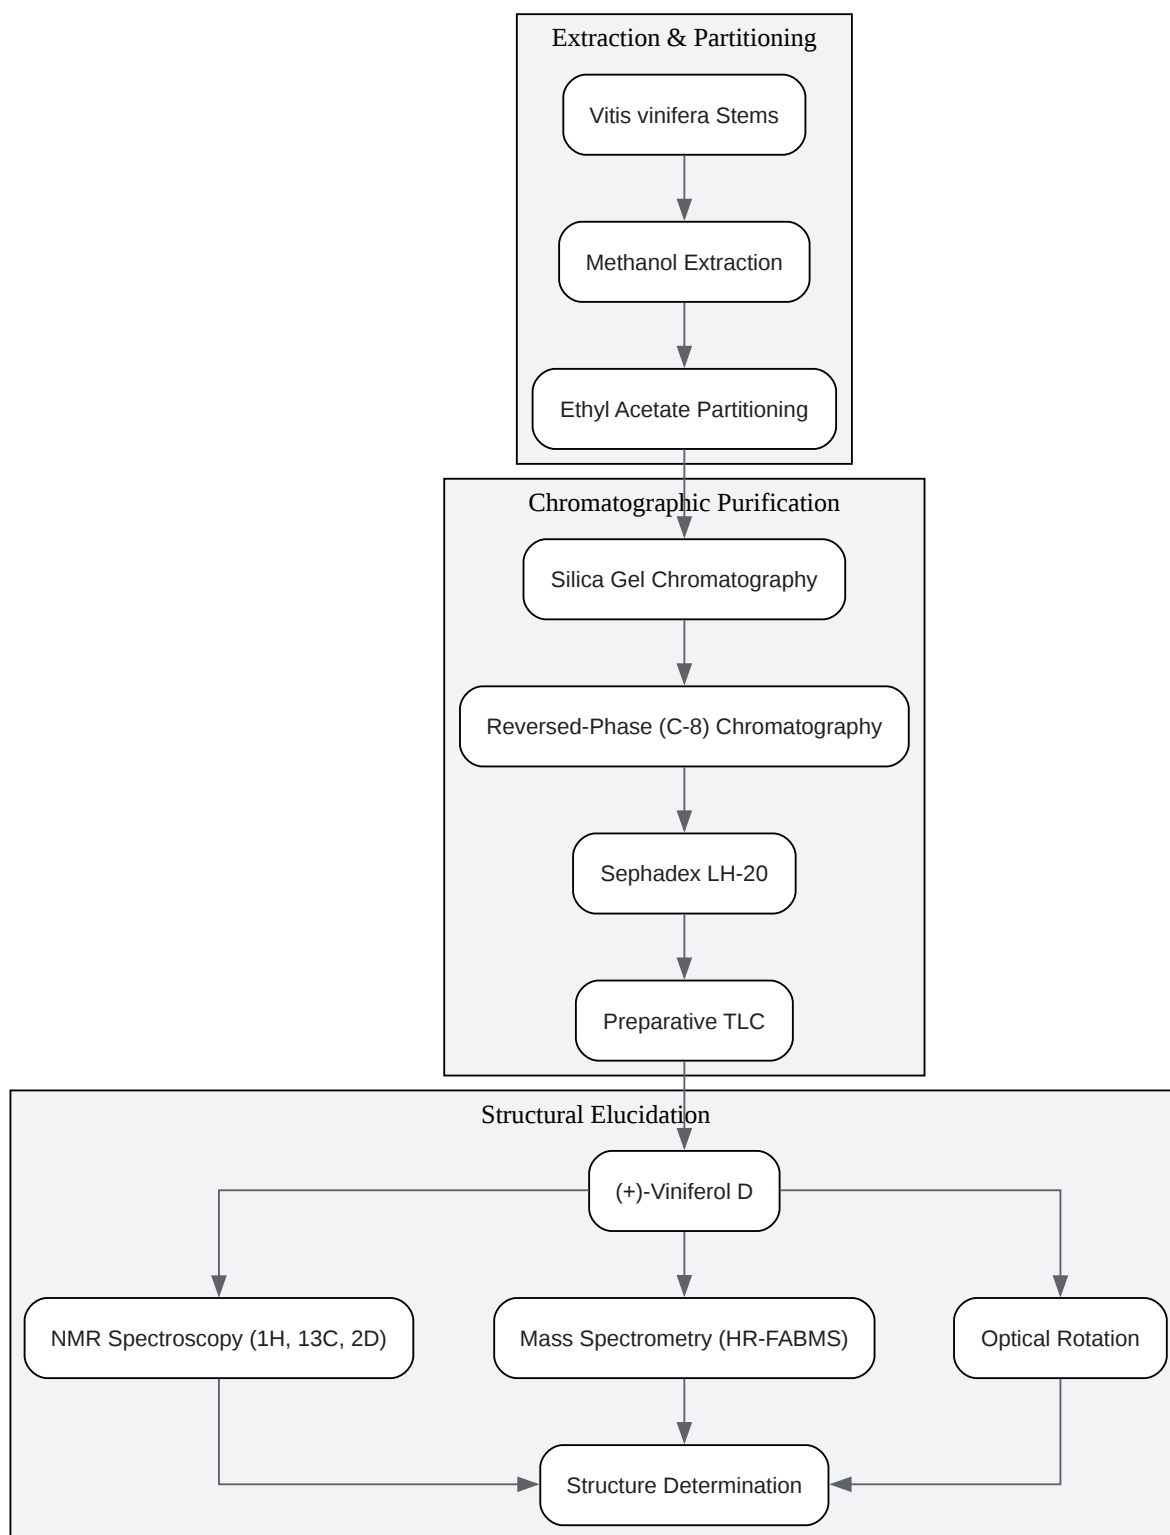 Extraction & Partitioning
Vitis vinifera Stems
Methanol Extraction
Ethyl Acetate Partitioning
Chromatographic Purification
Silica Gel Chromatography
Reversed-Phase (C-8) Chromatography
Sephadex LH-20
Preparative TLC
Structural Elucidation
(+)-Viniferol D
NMR Spectroscopy (1H, 13C, 2D)
Mass Spectrometry (HR-FABMS)
Optical Rotation
Structure Determination